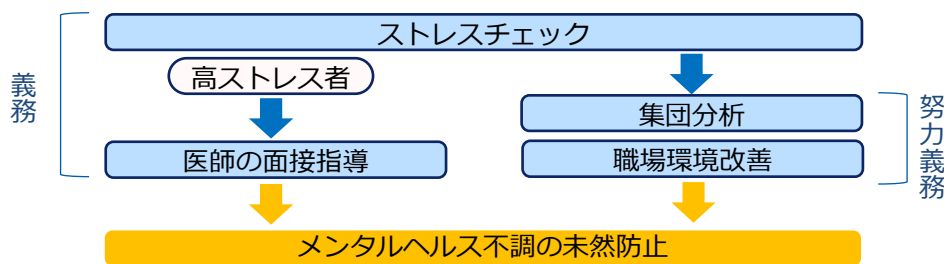 ストレスチェック
義務
高ストレス者
集団分析
努力義務
医師の面接指導
職場環境改善
メンタルヘルス不調の未然防止